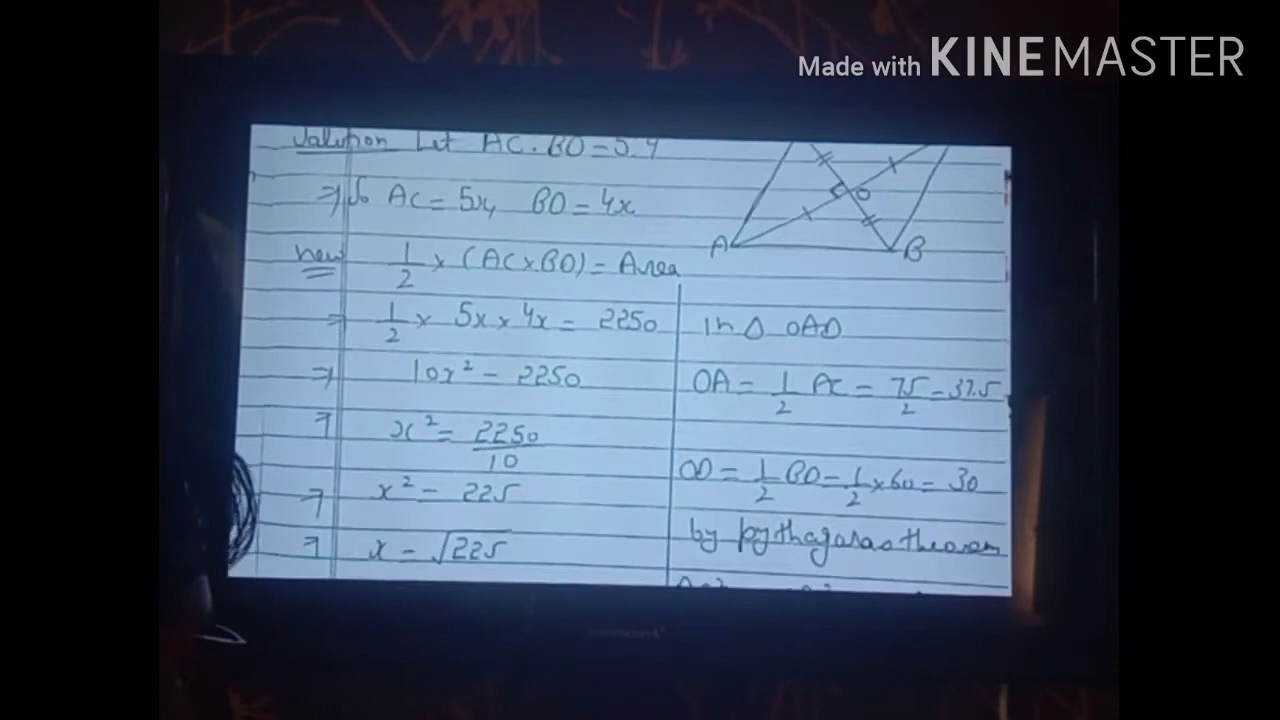 Made with KINEMASTER
Solution Let AC : BD = 5:4
⇒ So AC = 5x, BD = 4x
A O B
now 1/2 × (AC×BD) = Area
⇒ 1/2 × 5x × 4x = 2250
⇒ 10x² = 2250
⇒ x² = 2250/10
⇒ x² = 225
⇒ x = √225
In Δ OAD
OA = 1/2 AC = 75/2 = 37.5
OD = 1/2 BD = 1/2 × 60 = 30
by pythagoras theorem